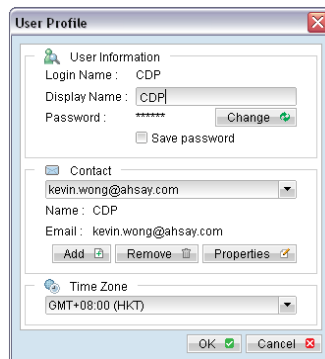 User Profile
User Information
Login Name : CDP
Display Name : CDP
Password : ****** Change
Save password
Contact
kevin.wong@ahsay.com
Name : CDP
Email : kevin.wong@ahsay.com
Add Remove Properties
Time Zone
GMT+08:00 (HKT)
OK Cancel